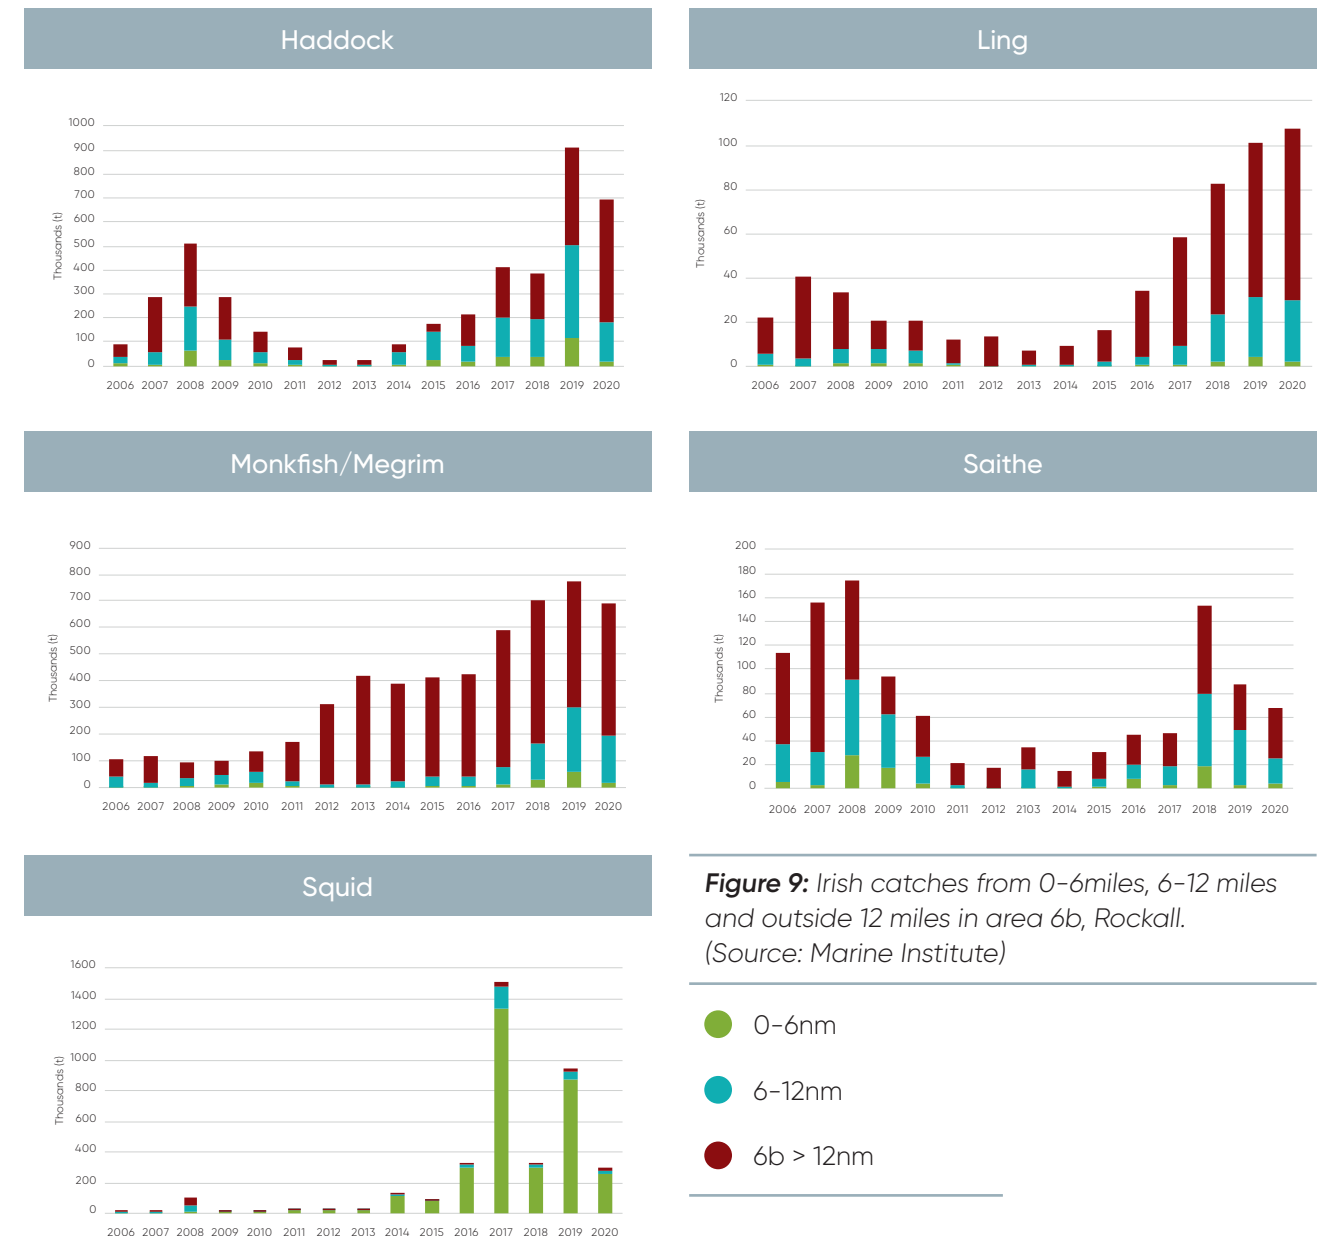 Haddock
Thousands (t)
1000
900
800
700
600
500
400
300
200
100
0
2006 2007 2008 2009 2010 2011 2012 2013 2014 2015 2016 2017 2018 2019 2020
Ling
Thousands (t)
120
100
80
60
40
20
0
2006 2007 2008 2009 2010 2011 2012 2013 2014 2015 2016 2017 2018 2019 2020
Monkfish/Megrim
Thousands (t)
900
800
700
600
500
400
300
200
100
0
2006 2007 2008 2009 2010 2011 2012 2013 2014 2015 2016 2017 2018 2019 2020
Saithe
Thousands (t)
200
180
160
140
120
100
80
60
40
20
0
2006 2007 2008 2009 2010 2011 2012 2103 2014 2015 2016 2017 2018 2019 2020
Squid
Thousands (t)
1600
1400
1200
1000
800
600
400
200
0
2006 2007 2008 2009 2010 2011 2012 2013 2014 2015 2016 2017 2018 2019 2020
Figure 9: Irish catches from 0-6miles, 6-12 miles
and outside 12 miles in area 6b, Rockall.
(Source: Marine Institute)
0-6nm
6-12nm
6b > 12nm